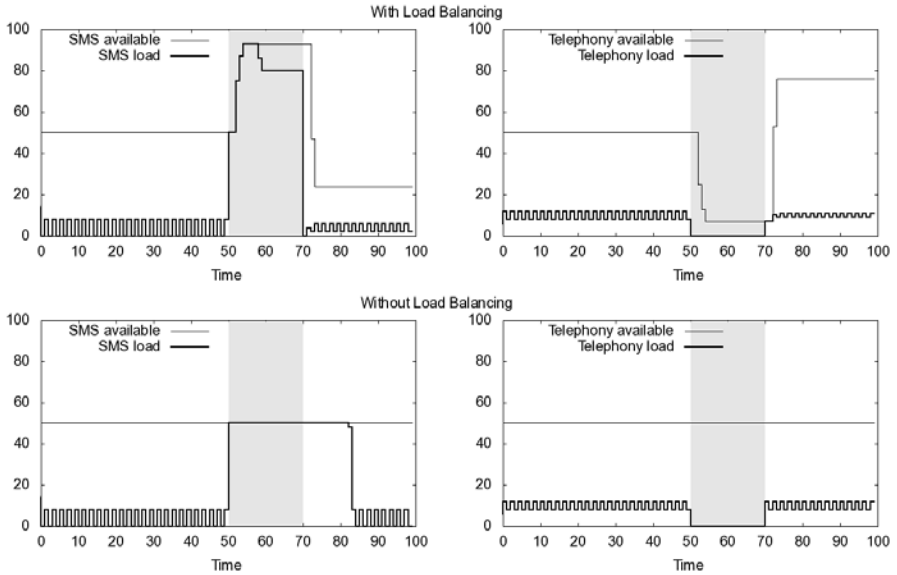 With Load Balancing
100
80
60
40
20
0
SMS available
SMS load
0 10 20 30 40 50 60 70 80 90 100
Time
100
80
60
40
20
0
Telephony available
Telephony load
0 10 20 30 40 50 60 70 80 90 100
Time
Without Load Balancing
100
80
60
40
20
0
SMS available
SMS load
0 10 20 30 40 50 60 70 80 90 100
Time
100
80
60
40
20
0
Telephony available
Telephony load
0 10 20 30 40 50 60 70 80 90 100
Time